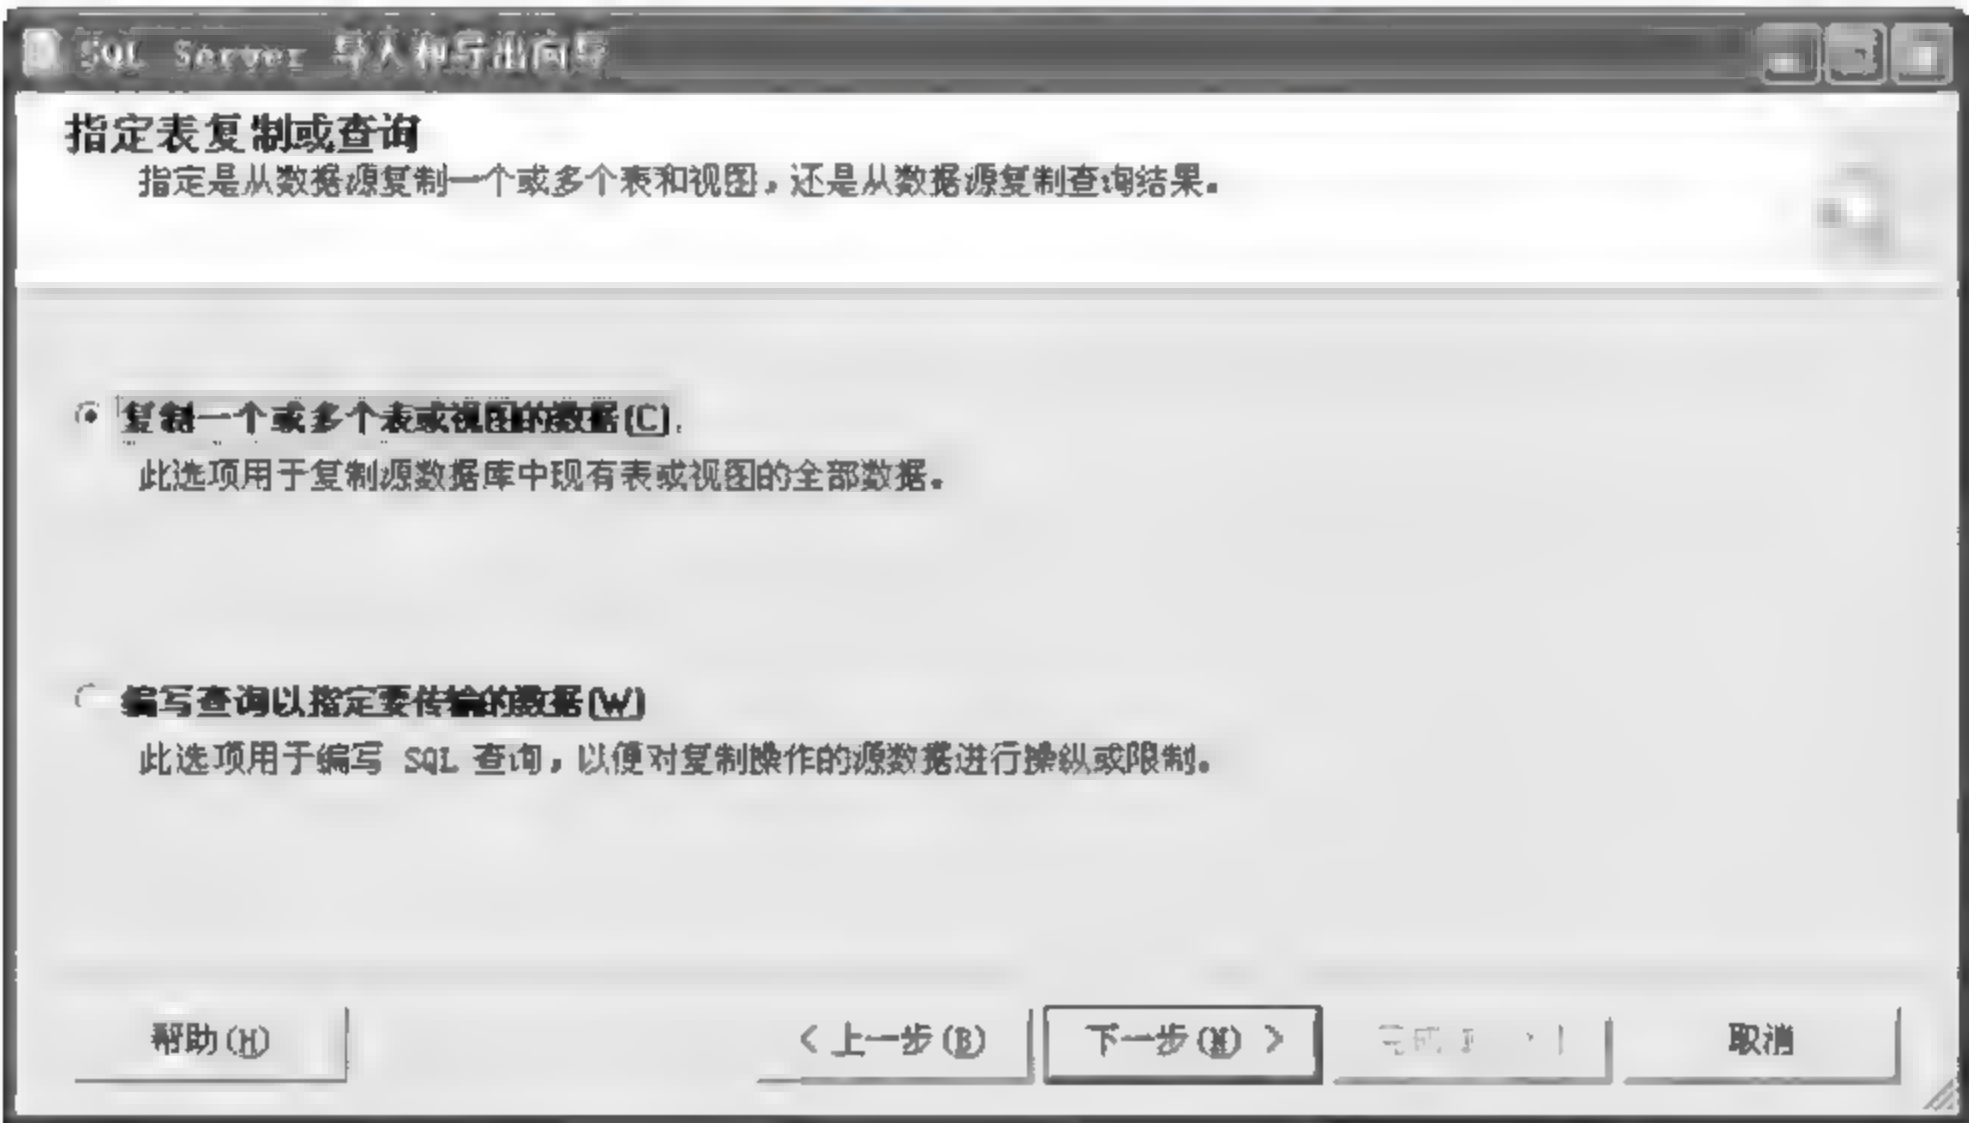 SQL Server 导入和导出向导
指定表复制或查询
指定是从数据源复制一个或多个表和视图，还是从数据源复制查询结果。
复制一个或多个表或视图的数据(C)
此选项用于复制源数据库中现有表或视图的全部数据。
编写查询以指定要传输的数据(W)
此选项用于编写 SQL 查询，以便对复制操作的源数据进行操纵或限制。
帮助(H)
< 上一步(B)
下一步(N) >
取消